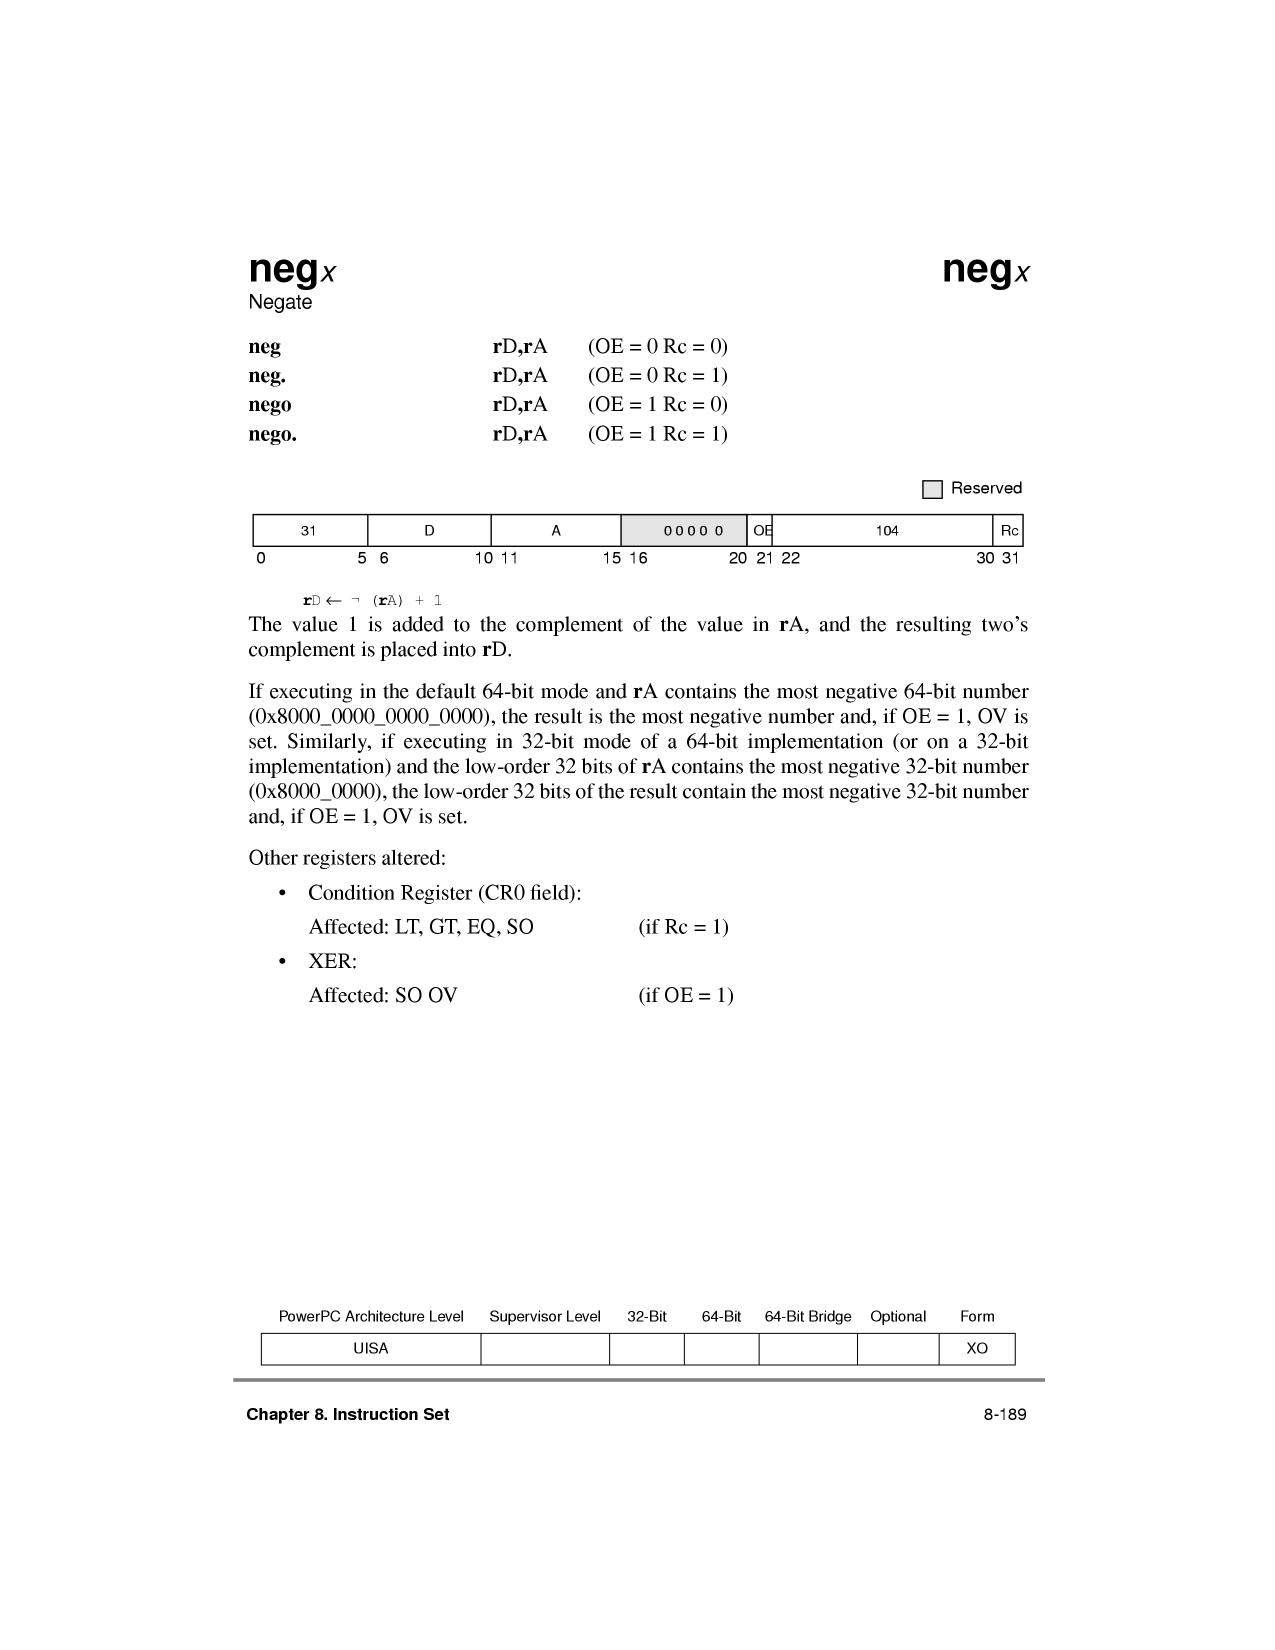 negx negx
Negate
neg rD,rA (OE = 0 Rc = 0)
neg. rD,rA (OE = 0 Rc = 1)
nego rD,rA (OE = 1 Rc = 0)
nego. rD,rA (OE = 1 Rc = 1)
Reserved
31 D A 0 0 0 0 0 OE 104 Rc
0 5 6 10 11 15 16 20 21 22 30 31
rD ← ¬ (rA) + 1
The value 1 is added to the complement of the value in rA, and the resulting two’s
complement is placed into rD.
If executing in the default 64-bit mode and rA contains the most negative 64-bit number
(0x8000_0000_0000_0000), the result is the most negative number and, if OE = 1, OV is
set. Similarly, if executing in 32-bit mode of a 64-bit implementation (or on a 32-bit
implementation) and the low-order 32 bits of rA contains the most negative 32-bit number
(0x8000_0000), the low-order 32 bits of the result contain the most negative 32-bit number
and, if OE = 1, OV is set.
Other registers altered:
• Condition Register (CR0 field):
Affected: LT, GT, EQ, SO (if Rc = 1)
• XER:
Affected: SO OV (if OE = 1)
PowerPC Architecture Level Supervisor Level 32-Bit 64-Bit 64-Bit Bridge Optional Form
UISA XO
Chapter 8. Instruction Set 8-189